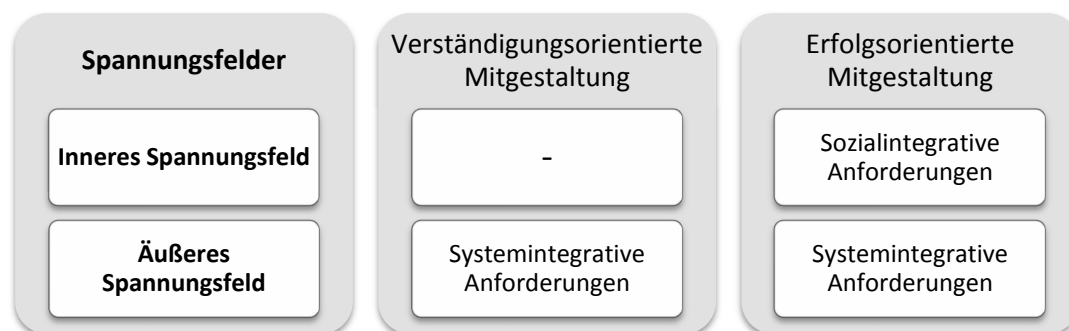 Spannungsfelder
Inneres Spannungsfeld
Äußeres
Spannungsfeld
Verständigungsorientierte
Mitgestaltung
-
Systemintegrative
Anforderungen
Erfolgsorientierte
Mitgestaltung
Sozialintegrative
Anforderungen
Systemintegrative
Anforderungen